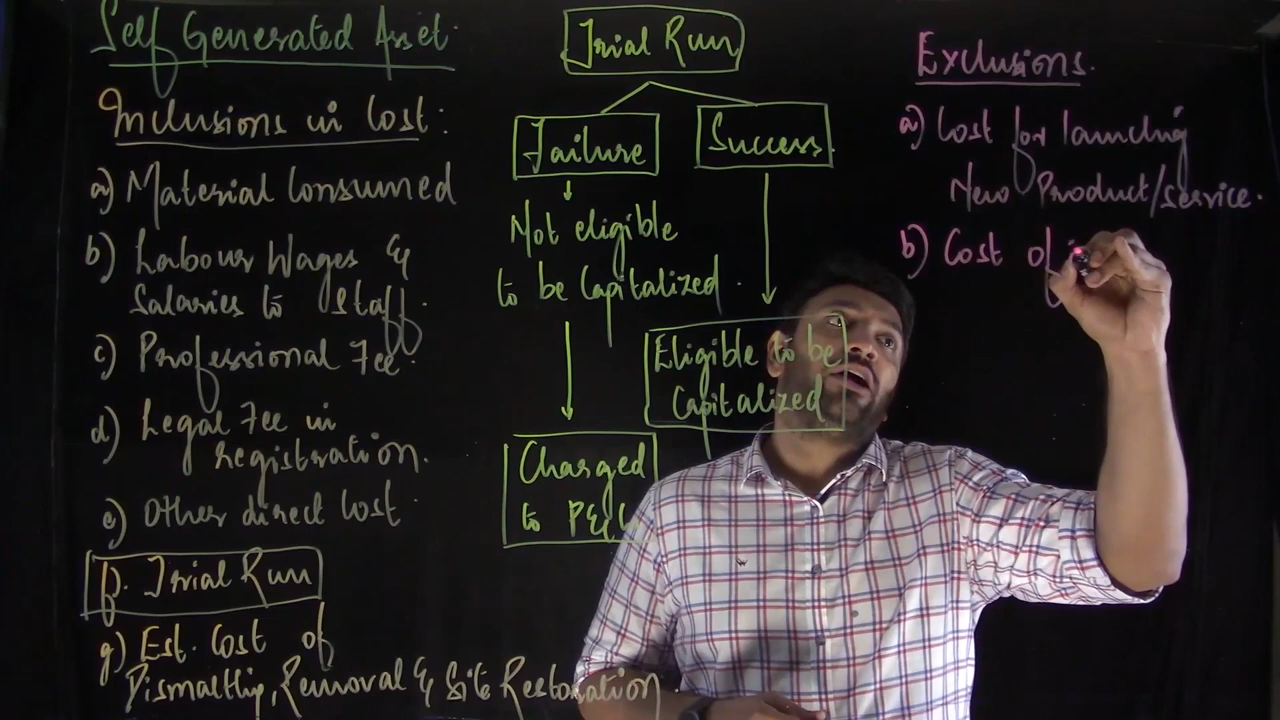 Self Generated Aset.
Inclusions in Cost:
a) Material Consumed
b) Labour Wages &
Salaries to Staff.
c) Professional Fee.
d) Legal Fee in
registration.
e) Other direct Cost
f. Trial Run
g) Est. Cost of
Dismalthg, Removal & Site Restoration.
Trial Run
Failure
Success.
Not eligible
to be Capitalized.
Eligible to be
Capitalized
Charged
to P&L
Exclusions.
a) Cost for launching
New Product/Service.
b) Cost of